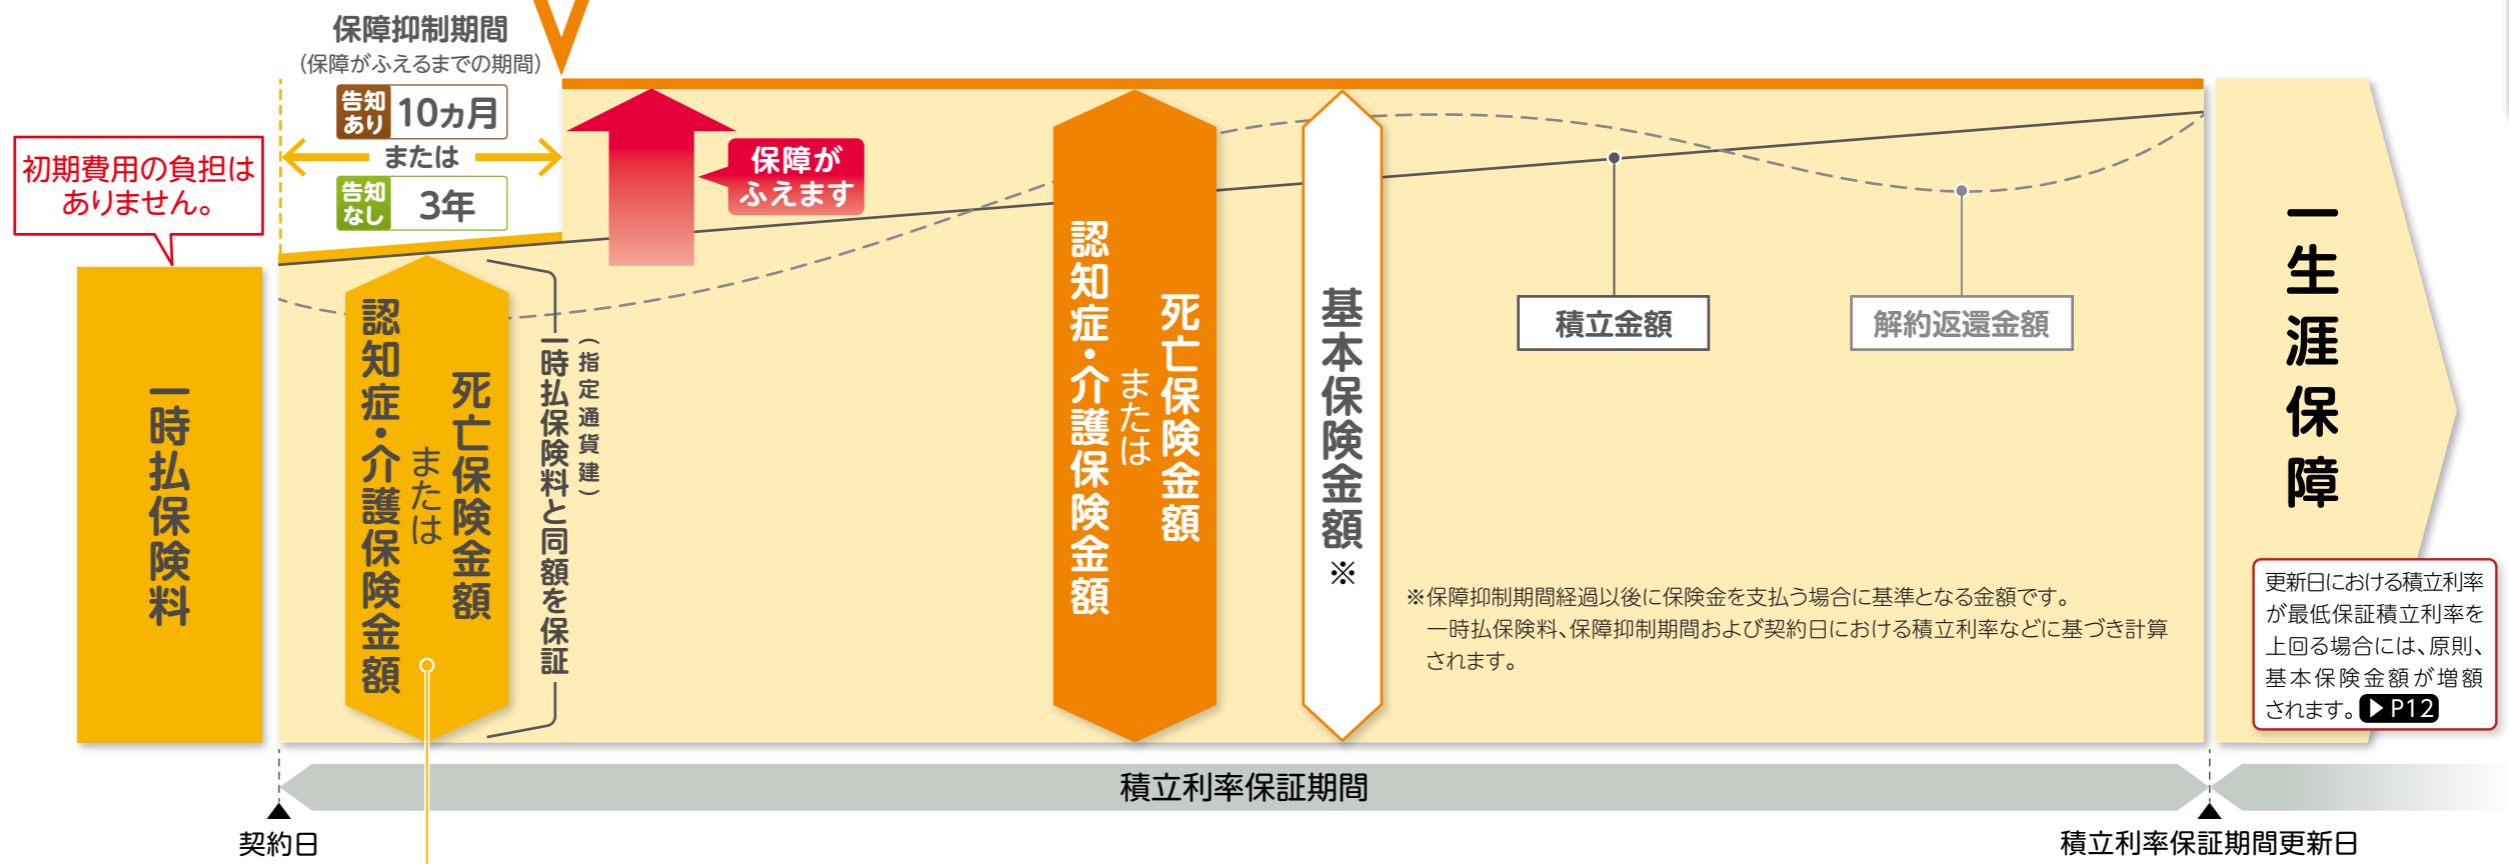 保障抑制期間
(保障がふえるまでの期間)
告知
あり
10ヵ月
または
告知
なし
3年
初期費用の負担は
ありません。
保障が
ふえます
一時払保険料
死亡保険金額
または
認知症・介護保険金額
(指定通貨建)
一時払保険料と同額を保証
死亡保険金額
または
認知症・介護保険金額
基本保険金額※
積立金額
解約返還金額
※保障抑制期間経過以後に保険金を支払う場合に基準となる金額です。
一時払保険料、保障抑制期間および契約日における積立利率などに基づき計算
されます。
一生涯保障
更新日における積立利率
が最低保証積立利率を
上回る場合には、原則、
基本保険金額が増額
されます。▶P12
積立利率保証期間
契約日
積立利率保証期間更新日